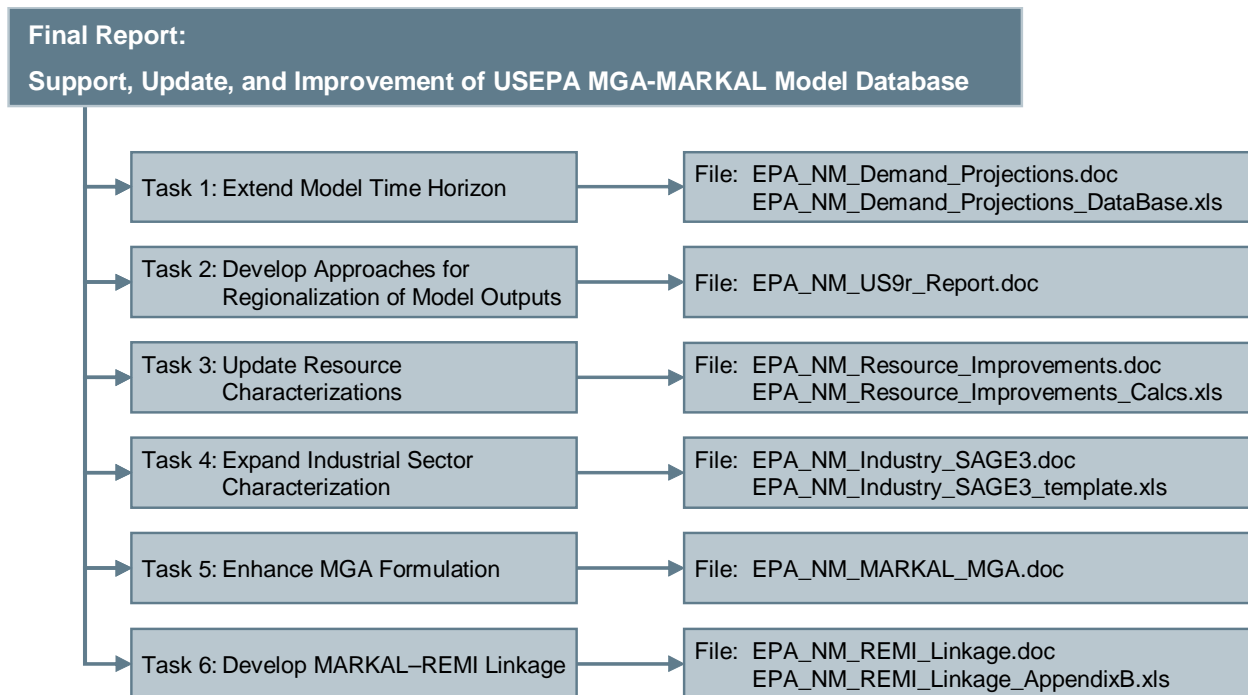 Final Report:
Support, Update, and Improvement of USEPA MGA-MARKAL Model Database
Task 1: Extend Model Time Horizon
File: EPA_NM_Demand_Projections.doc
EPA_NM_Demand_Projections_DataBase.xls
Task 2: Develop Approaches for
Regionalization of Model Outputs
File: EPA_NM_US9r_Report.doc
Task 3: Update Resource
Characterizations
File: EPA_NM_Resource_Improvements.doc
EPA_NM_Resource_Improvements_Calcs.xls
Task 4: Expand Industrial Sector
Characterization
File: EPA_NM_Industry_SAGE3.doc
EPA_NM_Industry_SAGE3_template.xls
Task 5: Enhance MGA Formulation
File: EPA_NM_MARKAL_MGA.doc
Task 6: Develop MARKAL–REMI Linkage
File: EPA_NM_REMI_Linkage.doc
EPA_NM_REMI_Linkage_AppendixB.xls